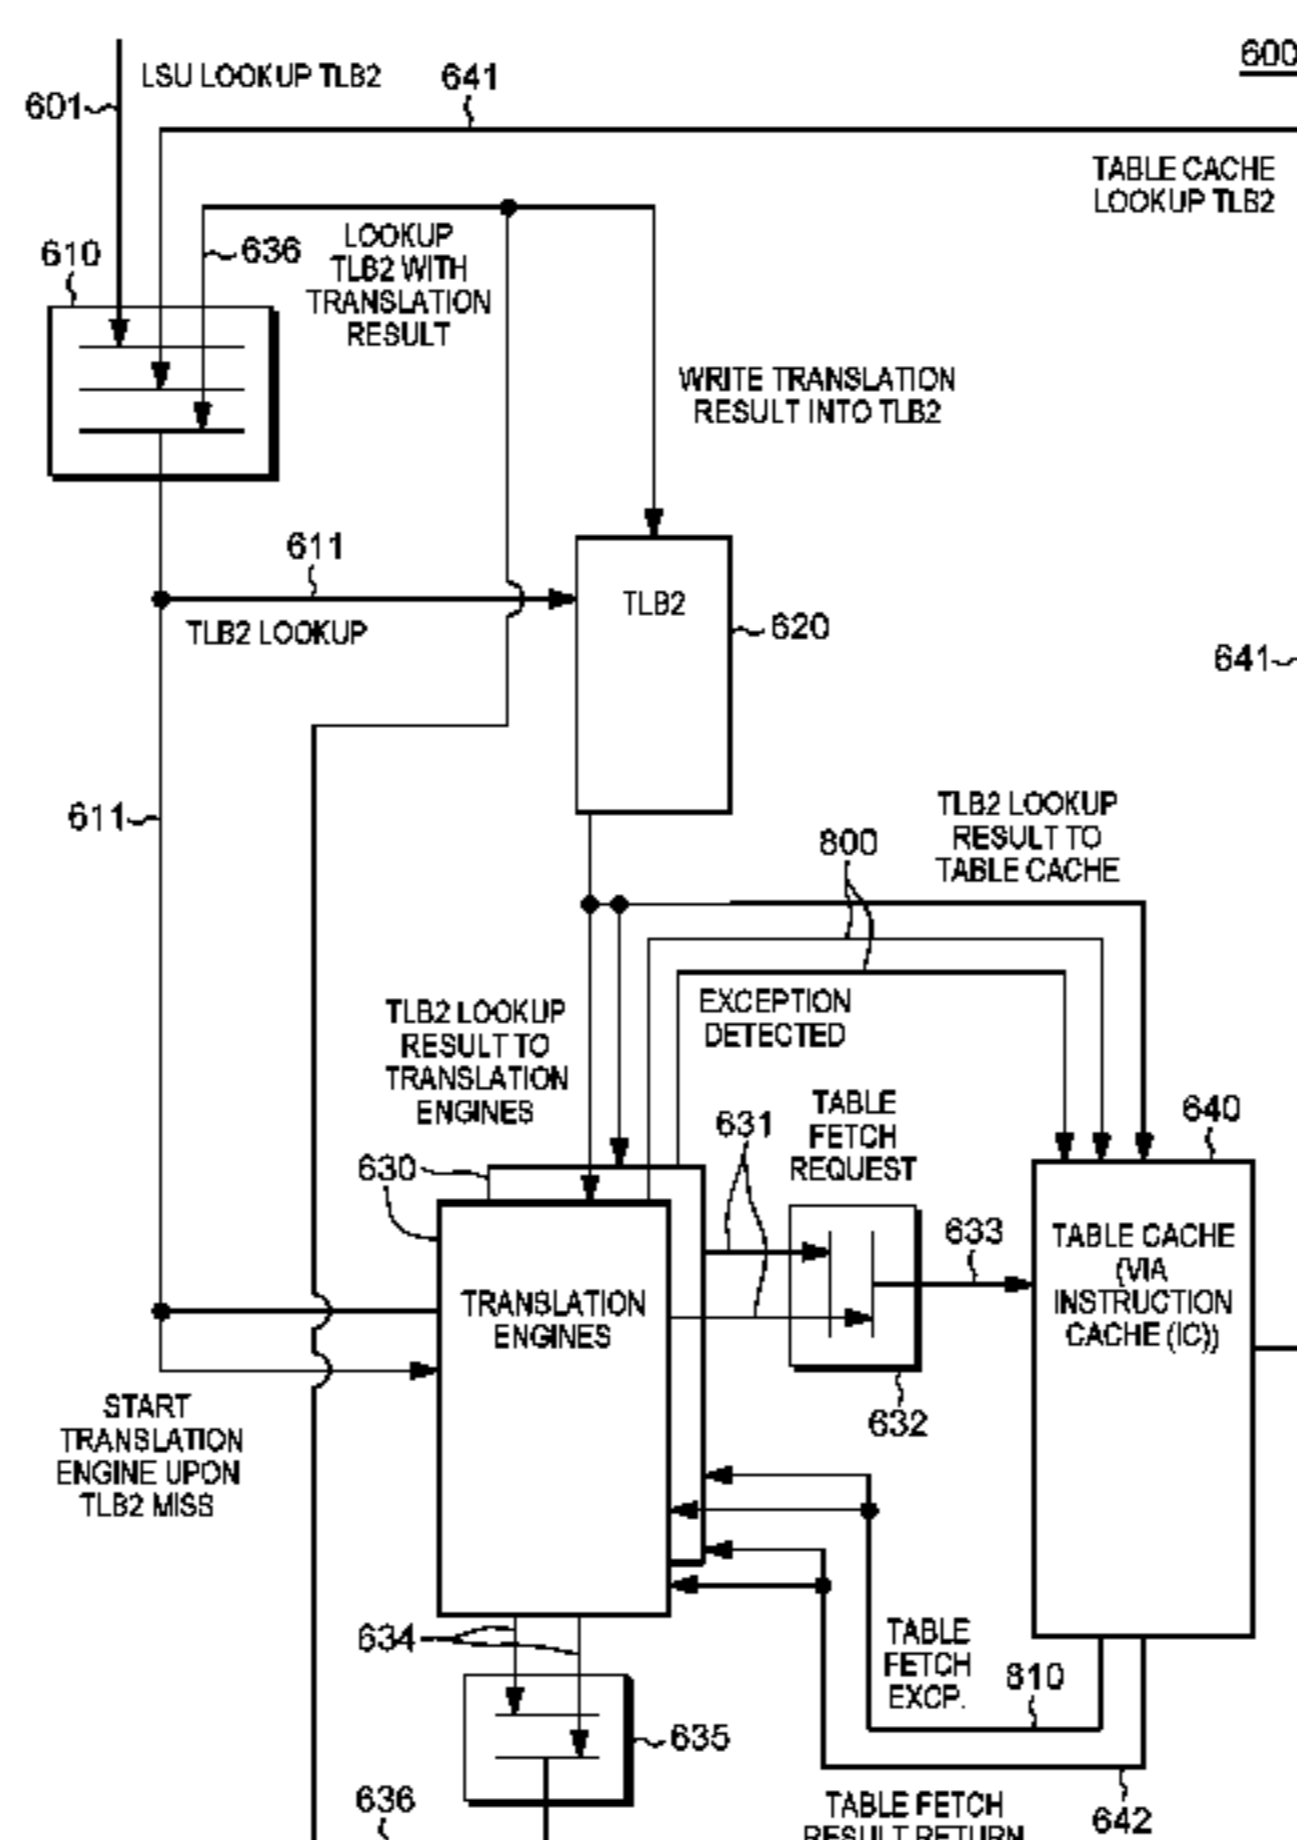 600
LSU LOOKUP TLB2
641
601
TABLE CACHE
LOOKUP TLB2
610
636
LOOKUP
TLB2 WITH
TRANSLATION
RESULT
WRITE TRANSLATION
RESULT INTO TLB2
611
TLB2 LOOKUP
TLB2
620
641
611
TLB2 LOOKUP
RESULT TO
TABLE CACHE
800
TLB2 LOOKUP
RESULT TO
TRANSLATION
ENGINES
EXCEPTION
DETECTED
631
TABLE
FETCH
REQUEST
640
630
633
TABLE CACHE
(VIA
INSTRUCTION
CACHE (IC))
TRANSLATION
ENGINES
632
START
TRANSLATION
ENGINE UPON
TLB2 MISS
634
TABLE
FETCH
EXCP.
810
635
636
TABLE FETCH
RESULT RETURN
642